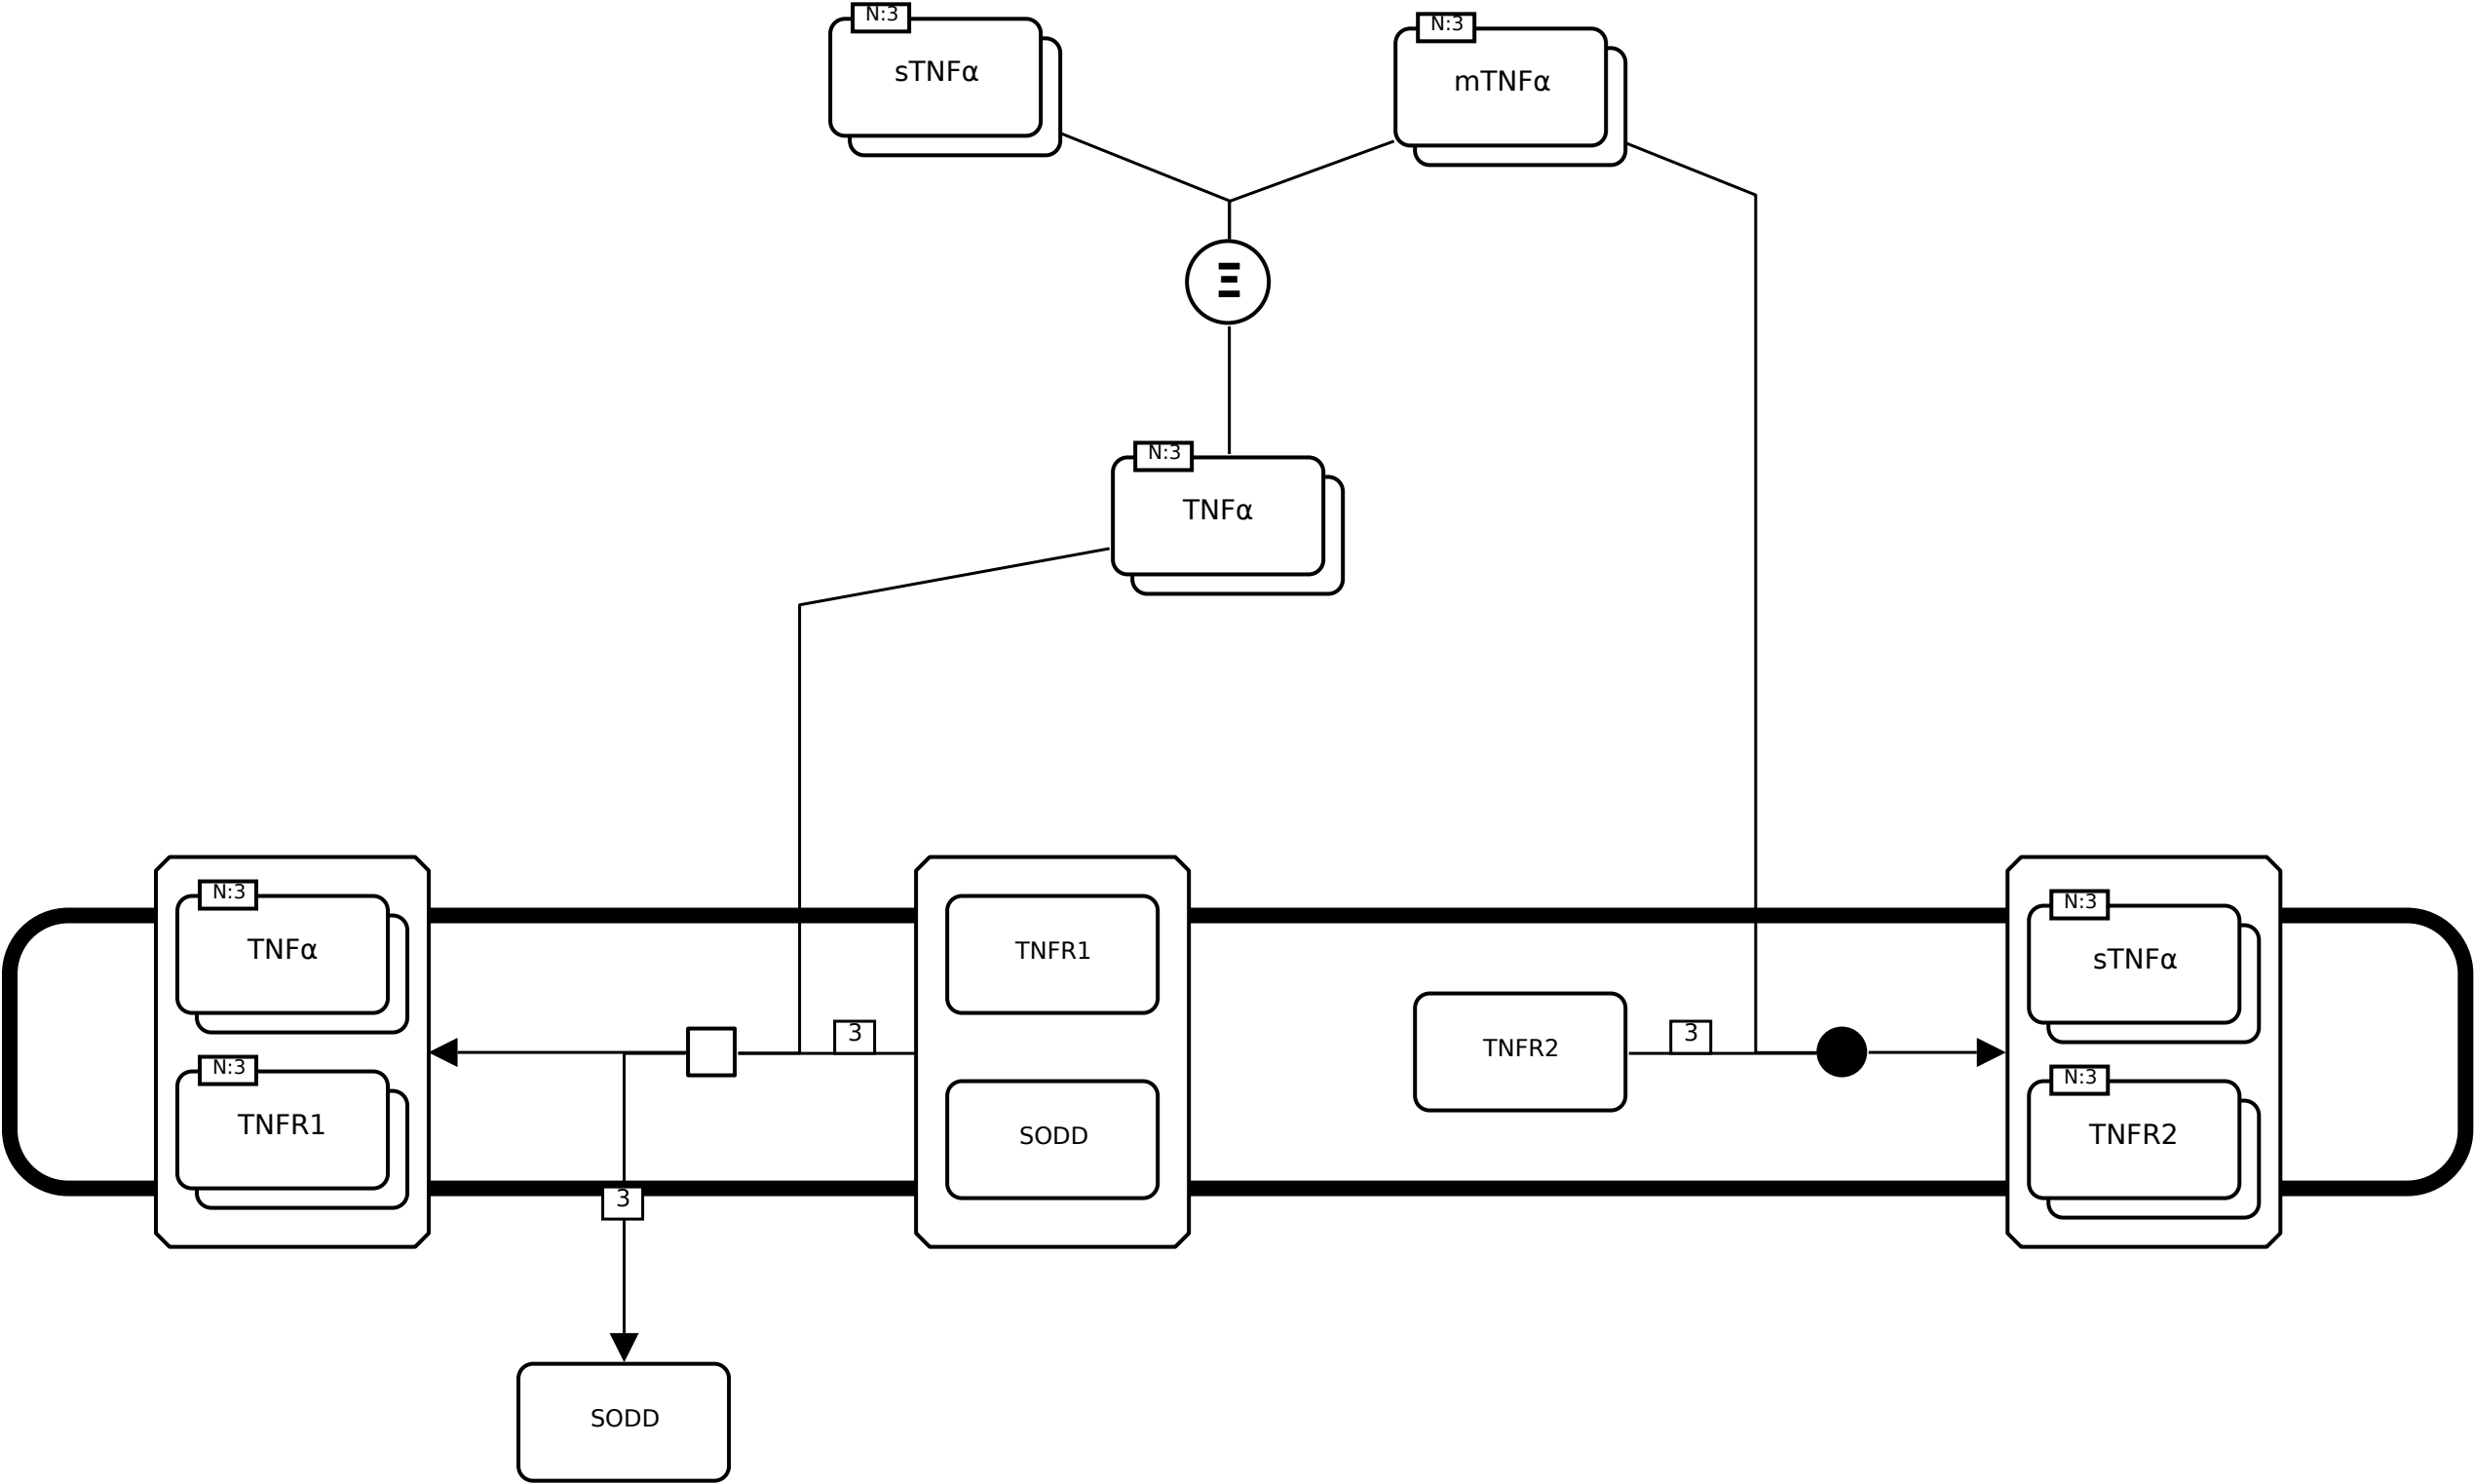 N:3
sTNFα
N:3
mTNFα
Ξ
N:3
TNFα
N:3
TNFα
N:3
TNFR1
3
3
TNFR1
SODD
TNFR2
3
N:3
sTNFα
N:3
TNFR2
SODD